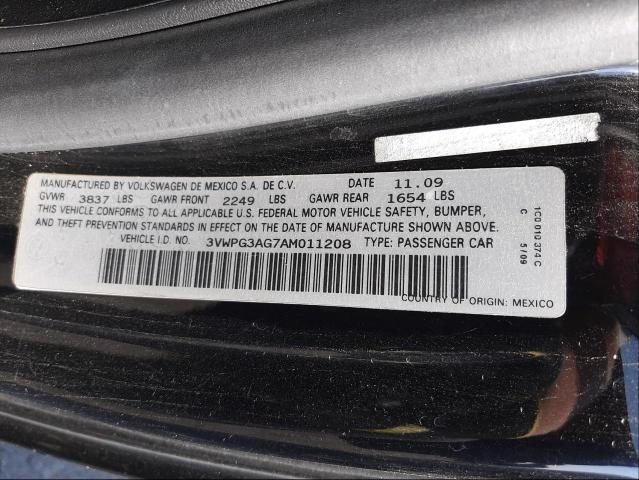 MANUFACTURED BY VOLKSWAGEN DE MEXICO S.A. DE C.V. DATE 11.09
GVWR 3837 LBS GAWR FRONT 2249 LBS GAWR REAR 1654 LBS
THIS VEHICLE CONFORMS TO ALL APPLICABLE U.S. FEDERAL MOTOR VEHICLE SAFETY, BUMPER,
AND THEFT PREVENTION STANDARDS IN EFFECT ON THE DATE OF MANUFACTURE SHOWN ABOVE.
VEHICLE I.D. NO. 3VWPG3AG7AM011208 TYPE: PASSENGER CAR
COUNTRY OF ORIGIN: MEXICO
1C0 010 374 C
C 5/09